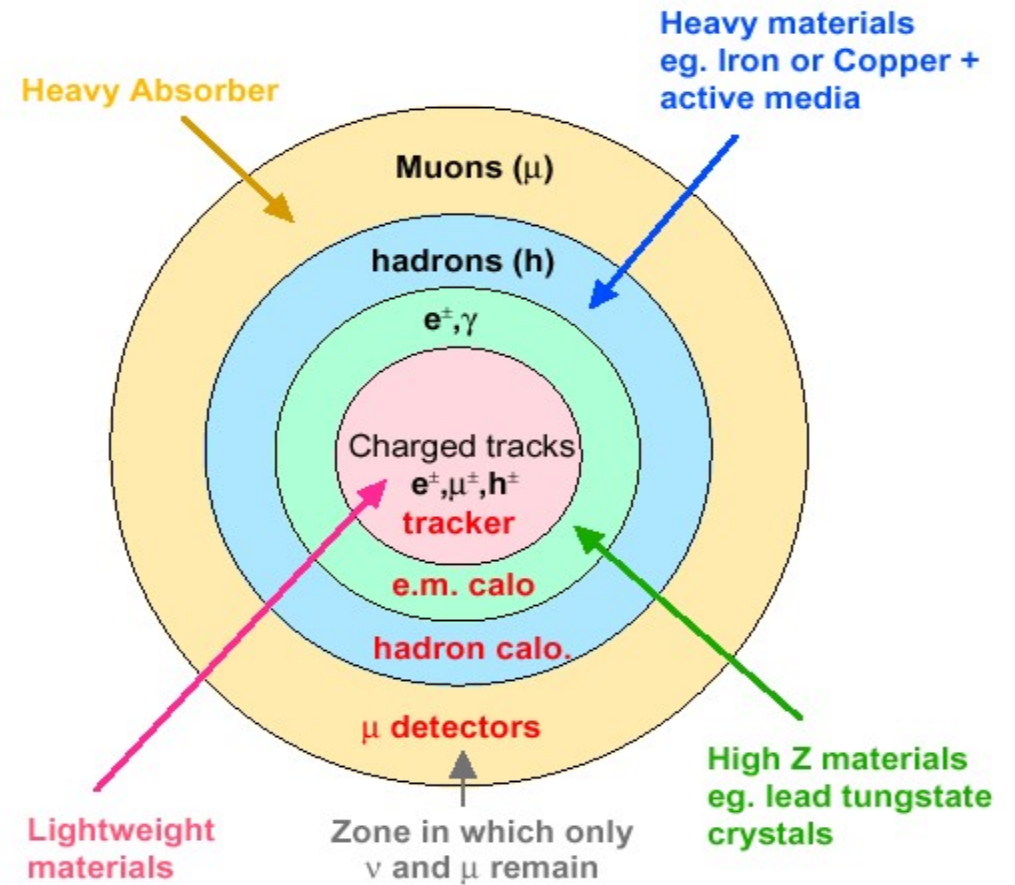 Heavy materials
eg. Iron or Copper +
active media
Heavy Absorber
Muons (μ)
hadrons (h)
e±,γ
Charged tracks
e±,μ±,h±
tracker
e.m. calo
hadron calo.
μ detectors
High Z materials
eg. lead tungstate
crystals
Lightweight
materials
Zone in which only
ν and μ remain